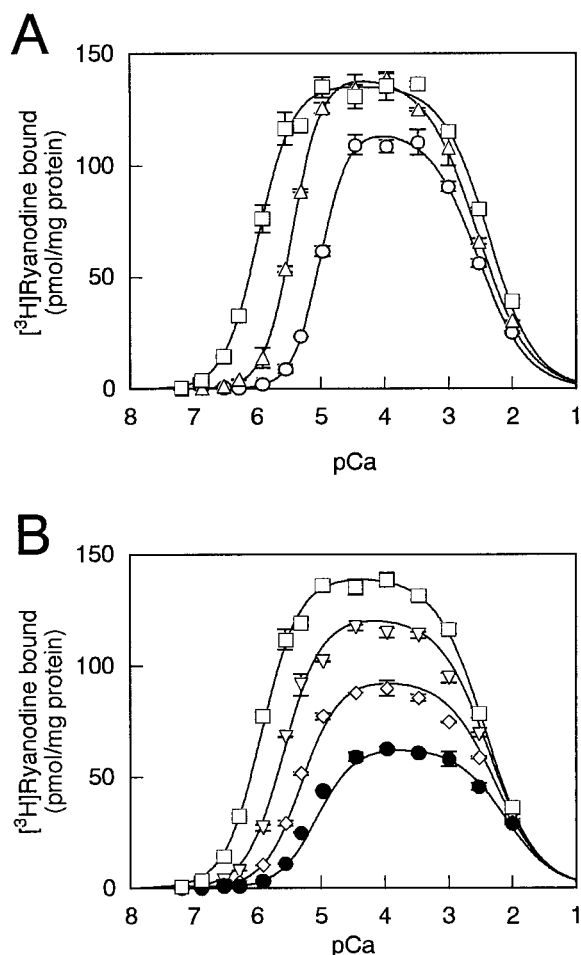 A
[³H]Ryanodine bound
(pmol/mg protein)
150
100
50
0
8 7 6 5 4 3 2 1
pCa
B
[³H]Ryanodine bound
(pmol/mg protein)
150
100
50
0
8 7 6 5 4 3 2 1
pCa